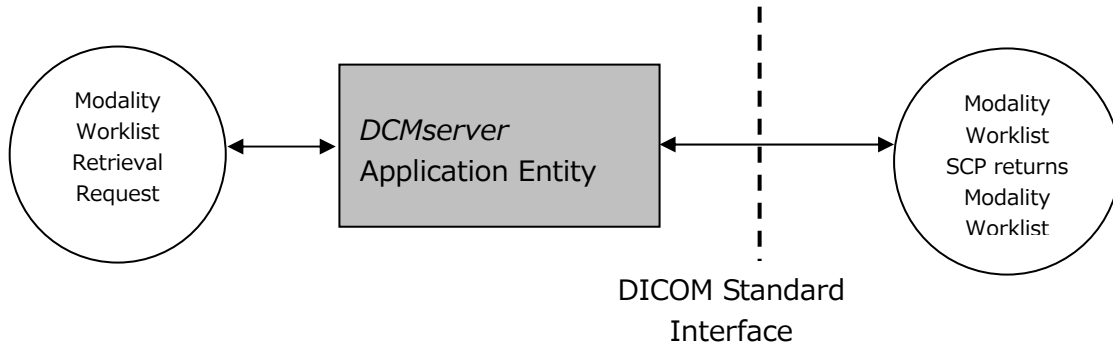 Modality
Worklist
Retrieval
Request
DCMserver
Application Entity
Modality
Worklist
SCP returns
Modality
Worklist
DICOM Standard
Interface